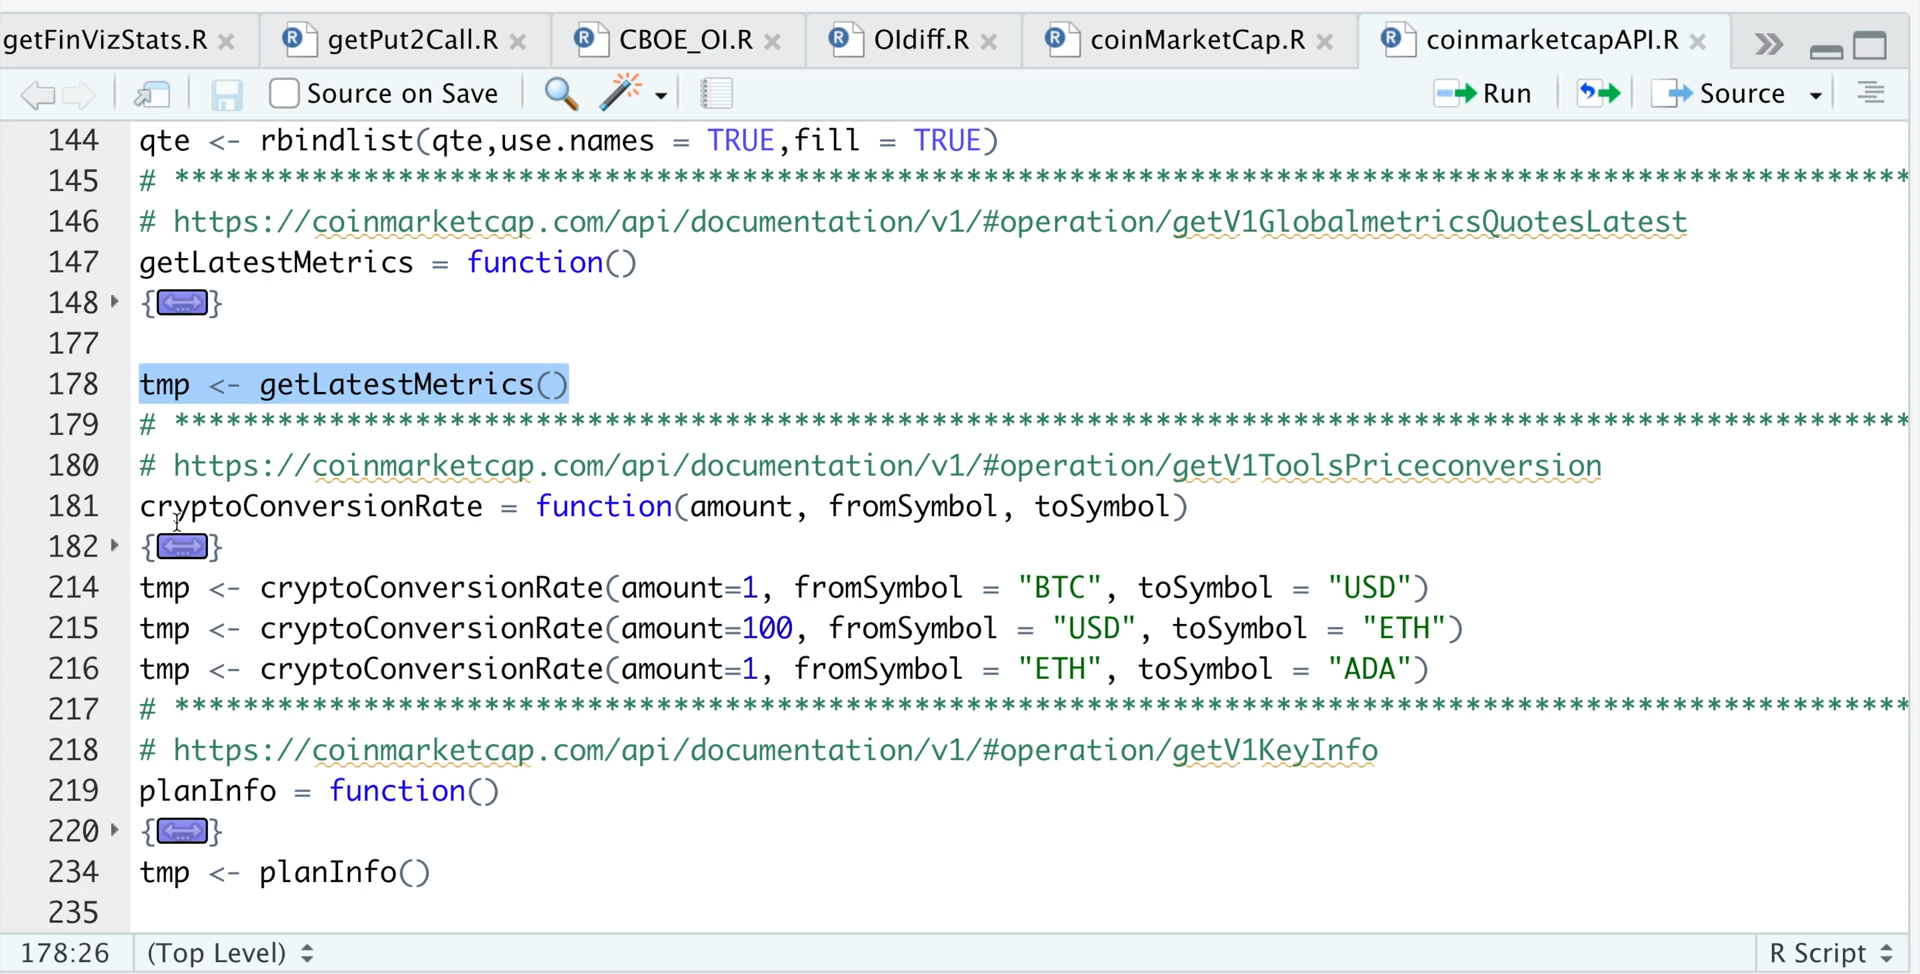 getFinVizStats.R getPut2Call.R CBOE_OI.R OIdiff.R coinMarketCap.R coinmarketcapAPI.R
Source on Save Run Source
144 qte <- rbindlist(qte,use.names = TRUE,fill = TRUE)
145 # *****************************************************************************************************
146 # https://coinmarketcap.com/api/documentation/v1/#operation/getV1GlobalmetricsQuotesLatest
147 getLatestMetrics = function()
148 {...}
177
178 tmp <- getLatestMetrics()
179 # *****************************************************************************************************
180 # https://coinmarketcap.com/api/documentation/v1/#operation/getV1ToolsPriceconversion
181 cryptoConversionRate = function(amount, fromSymbol, toSymbol)
182 {...}
214 tmp <- cryptoConversionRate(amount=1, fromSymbol = "BTC", toSymbol = "USD")
215 tmp <- cryptoConversionRate(amount=100, fromSymbol = "USD", toSymbol = "ETH")
216 tmp <- cryptoConversionRate(amount=1, fromSymbol = "ETH", toSymbol = "ADA")
217 # *****************************************************************************************************
218 # https://coinmarketcap.com/api/documentation/v1/#operation/getV1KeyInfo
219 planInfo = function()
220 {...}
234 tmp <- planInfo()
235
178:26 (Top Level) R Script